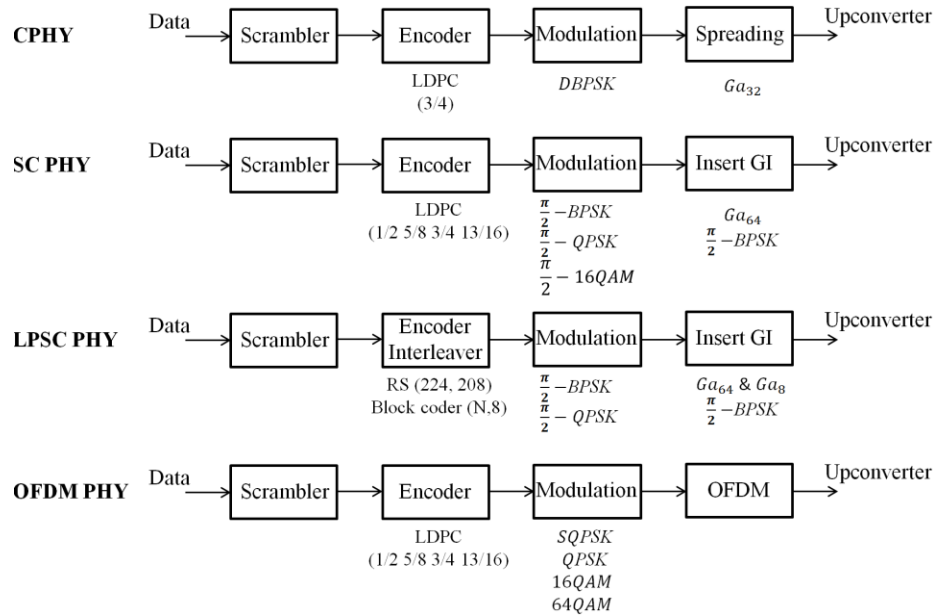 CPHY
Data
Scrambler
Encoder
Modulation
Spreading
Upconverter
LDPC
(3/4)
DBPSK
Ga₃₂
SC PHY
Data
Scrambler
Encoder
Modulation
Insert GI
Upconverter
LDPC
(1/2 5/8 3/4 13/16)
π/2 −BPSK
π/2 −QPSK
π/2 − 16QAM
Ga₆₄
π/2 −BPSK
LPSC PHY
Data
Scrambler
Encoder
Interleaver
Modulation
Insert GI
Upconverter
RS (224, 208)
Block coder (N,8)
π/2 −BPSK
π/2 −QPSK
Ga₆₄ & Ga₈
π/2 −BPSK
OFDM PHY
Data
Scrambler
Encoder
Modulation
OFDM
Upconverter
LDPC
(1/2 5/8 3/4 13/16)
SQPSK
QPSK
16QAM
64QAM